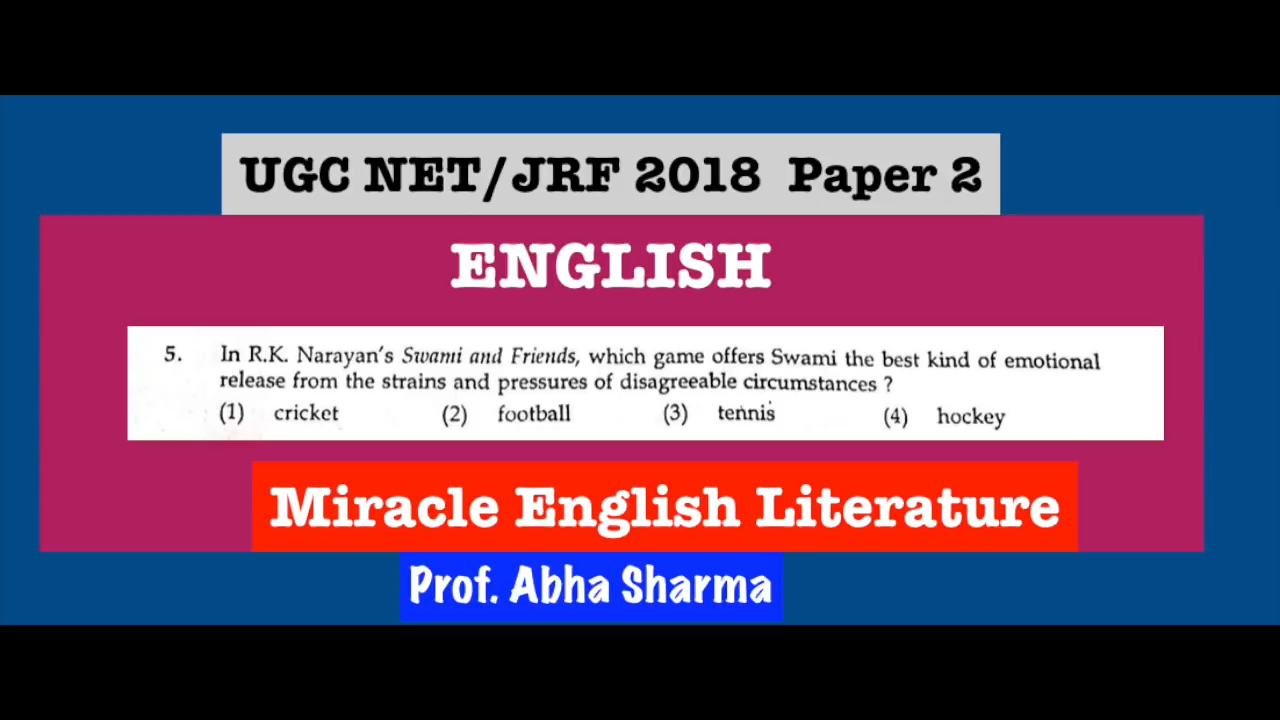 UGC NET/JRF 2018 Paper 2
ENGLISH
5. In R.K. Narayan's Swami and Friends, which game offers Swami the best kind of emotional
release from the strains and pressures of disagreeable circumstances ?
(1) cricket (2) football (3) tennis (4) hockey
Miracle English Literature
Prof. Abha Sharma